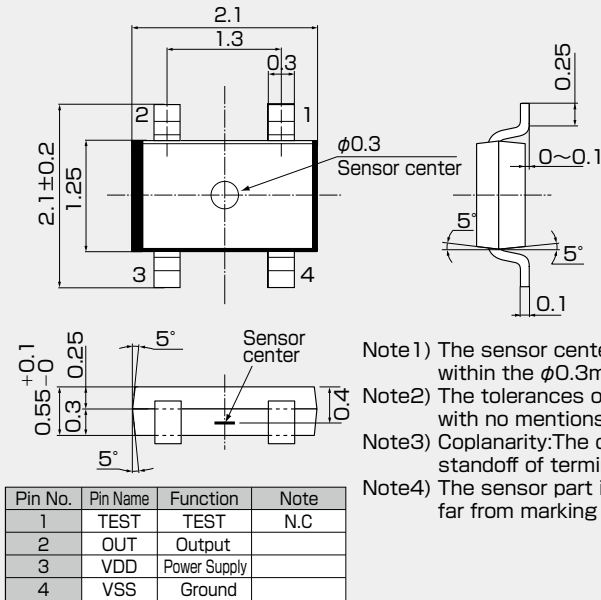 2.1
1.3
0.3
2
1
φ0.3
Sensor center
2.1±0.2
1.25
3
4
0.25
0~0.1
5°
5°
0.1
5°
Sensor
center
0.55 +0.1 -0
0.25
0.3
0.4
5°
Note1) The sensor cente
within the φ0.3m
Note2) The tolerances o
with no mentions
Note3) Coplanarity:The d
standoff of termi
Note4) The sensor part i
far from marking
Pin No. Pin Name Function Note
1 TEST TEST N.C
2 OUT Output
3 VDD Power Supply
4 VSS Ground